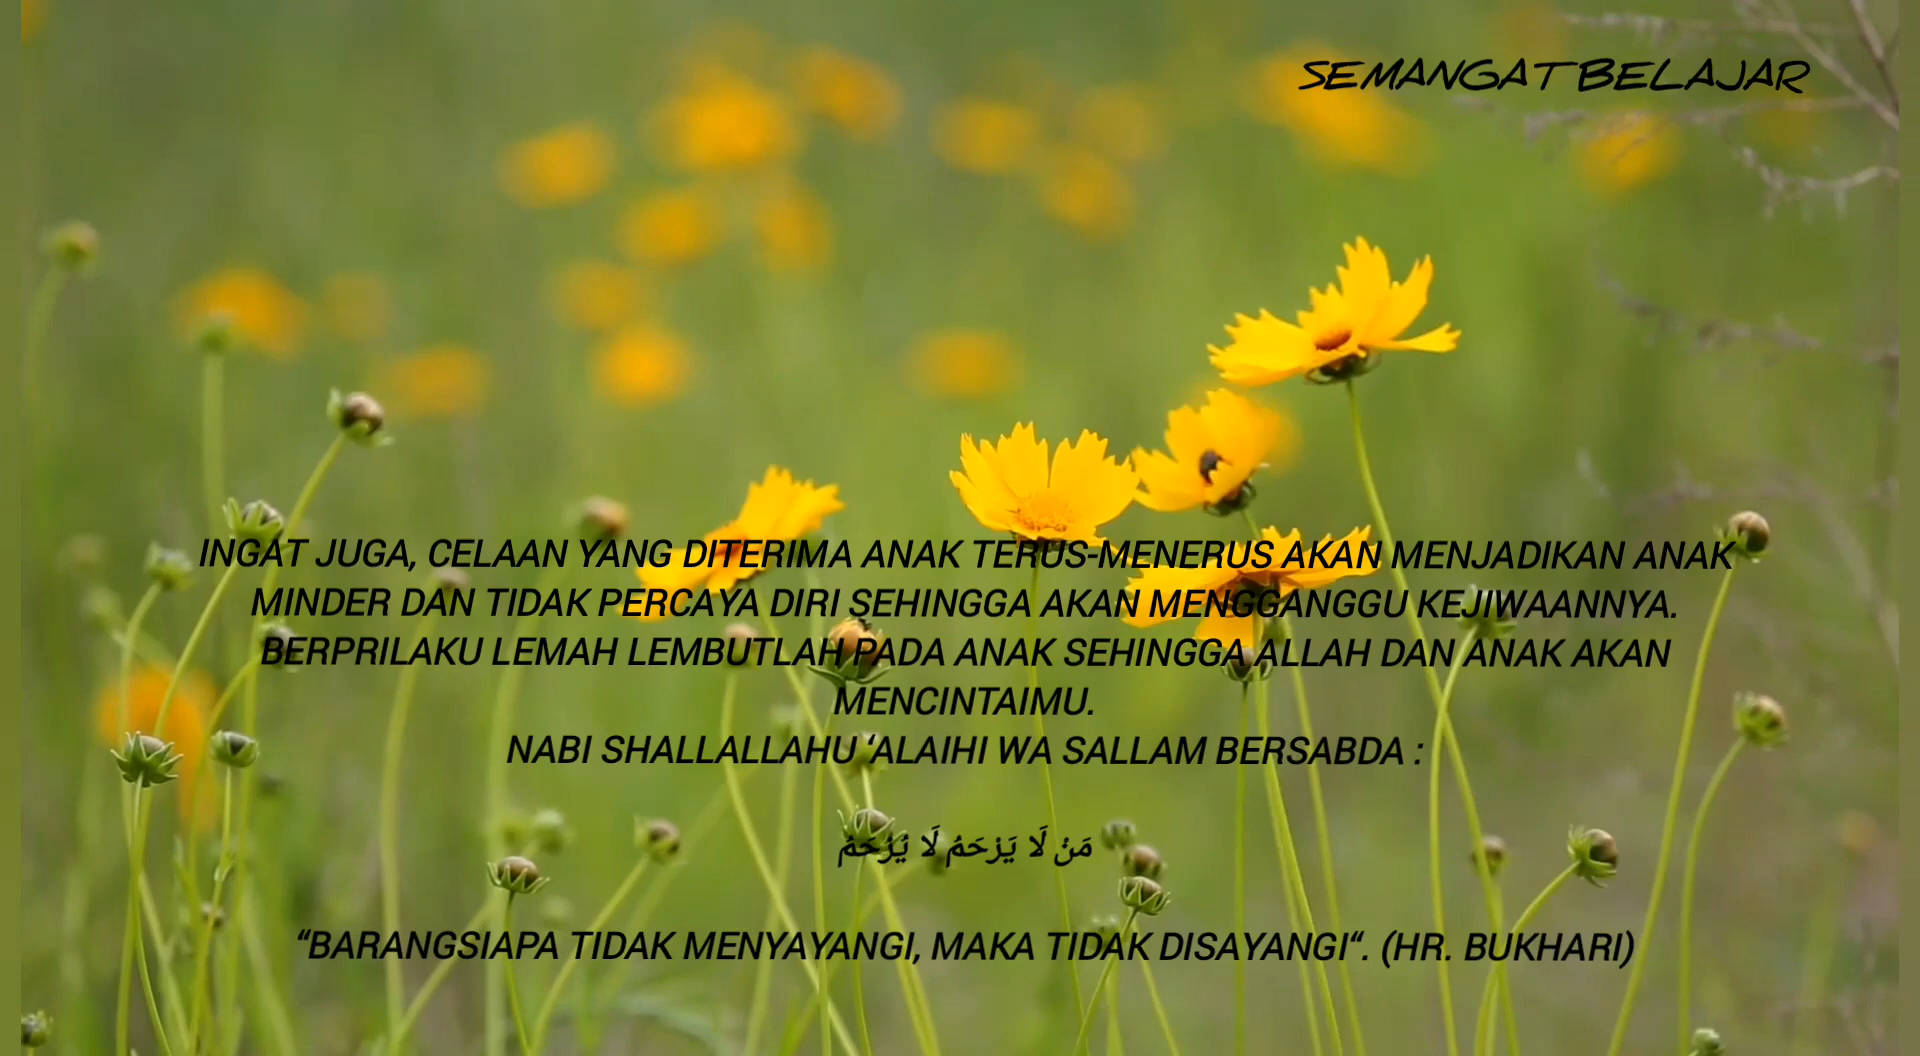 SEMANGAT BELAJAR
INGAT JUGA, CELAAN YANG DITERIMA ANAK TERUS-MENERUS AKAN MENJADIKAN ANAK
MINDER DAN TIDAK PERCAYA DIRI SEHINGGA AKAN MENGGANGGU KEJIWAANNYA.
BERPRILAKU LEMAH LEMBUTLAH PADA ANAK SEHINGGA ALLAH DAN ANAK AKAN
MENCINTAIMU.
NABI SHALLALLAHU ‘ALAIHI WA SALLAM BERSABDA :
مَنْ لَا يَرْحَمُ لَا يُرْحَمُ
“BARANGSIAPA TIDAK MENYAYANGI, MAKA TIDAK DISAYANGI“. (HR. BUKHARI)